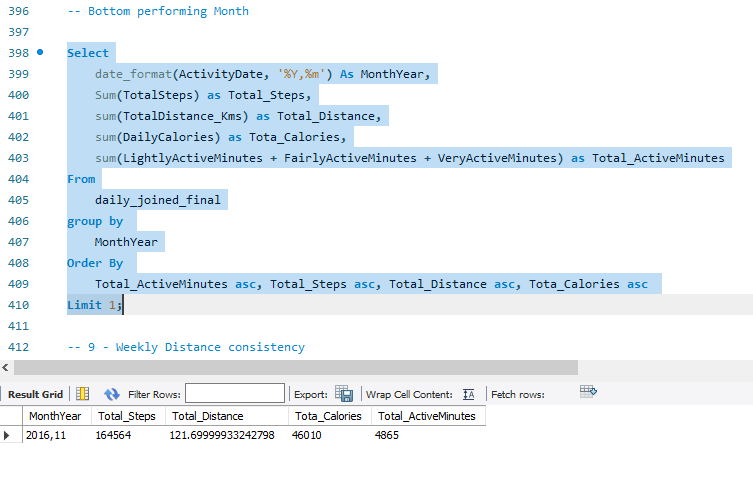 396 -- Bottom performing Month
397
398 Select
399 date_format(ActivityDate, '%Y,%m') As MonthYear,
400 Sum(TotalSteps) as Total_Steps,
401 sum(TotalDistance_Kms) as Total_Distance,
402 sum(DailyCalories) as Tota_Calories,
403 sum(LightlyActiveMinutes + FairlyActiveMinutes + VeryActiveMinutes) as Total_ActiveMinutes
404 From
405 daily_joined_final
406 group by
407 MonthYear
408 Order By
409 Total_ActiveMinutes asc, Total_Steps asc, Total_Distance asc, Tota_Calories asc
410 Limit 1;
411
412 -- 9 - Weekly Distance consistency
Result Grid Filter Rows: Export: Wrap Cell Content: Fetch rows:
MonthYear Total_Steps Total_Distance Tota_Calories Total_ActiveMinutes
2016,11 164564 121.69999933242798 46010 4865